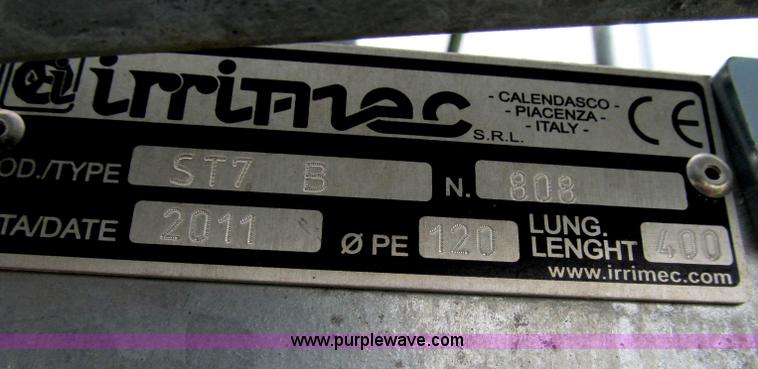 irrimec
S.R.L.
- CALENDASCO -
- PIACENZA -
- ITALY -
CE
OD./TYPE ST7 B N. 808
TA/DATE 2011 Ø PE 120 LUNG. LENGHT 400
www.irrimec.com
www.purplewave.com